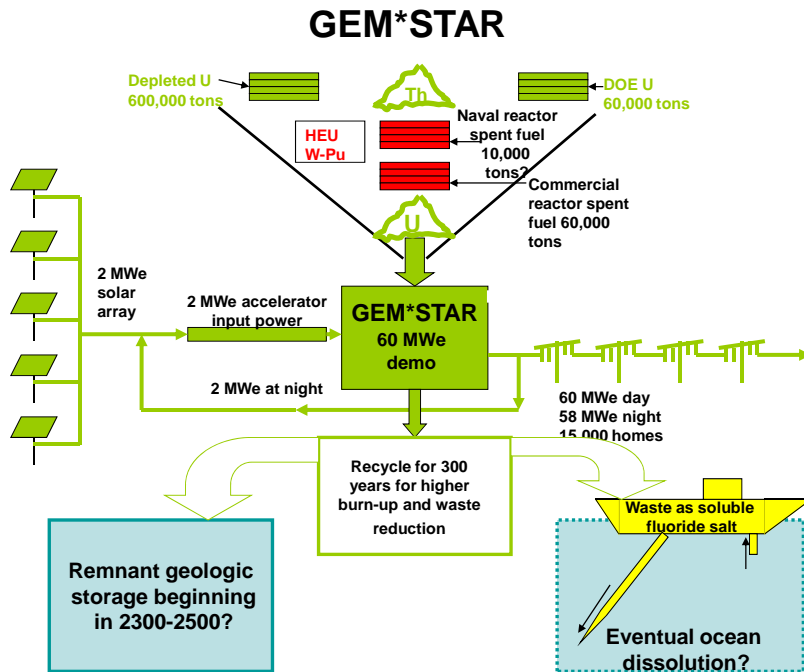 GEM*STAR
Depleted U
600,000 tons
Th
DOE U
60,000 tons
HEU
W-Pu
Naval reactor
spent fuel
10,000
tons?
Commercial
reactor spent
fuel 60,000
tons
U
2 MWe
solar
array
2 MWe accelerator
input power
GEM*STAR
60 MWe
demo
2 MWe at night
60 MWe day
58 MWe night
15,000 homes
Recycle for 300
years for higher
burn-up and waste
reduction
Waste as soluble
fluoride salt
Remnant geologic
storage beginning
in 2300-2500?
Eventual ocean
dissolution?